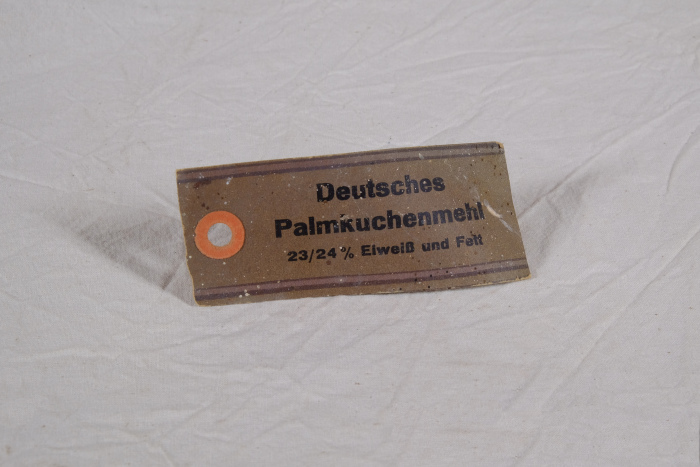 Deutsches
Palmkuchenmehl
23/24% Eiweiß und Fett